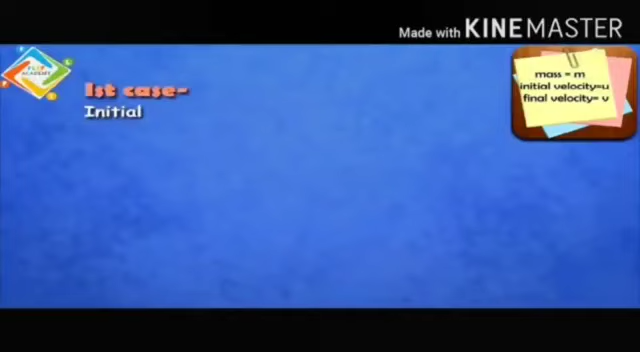 Made with KINEMASTER
1st case-
Initial
mass = m
initial velocity=u
final velocity= v